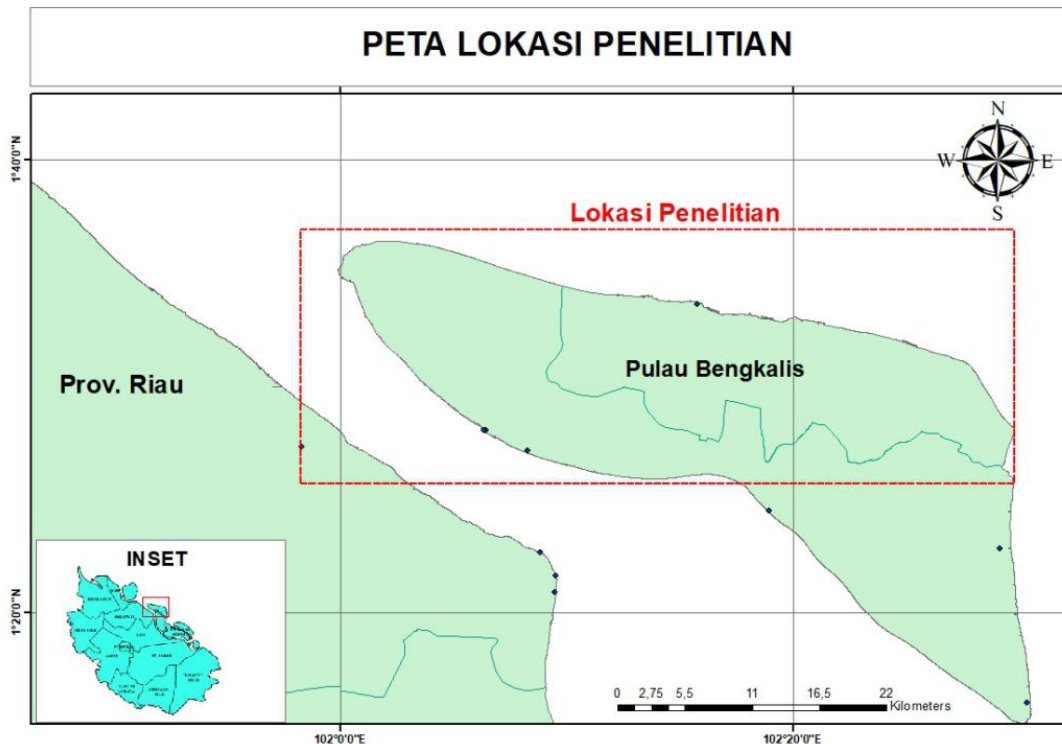 PETA LOKASI PENELITIAN
N
W E
S
1°40'0"N
Lokasi Penelitian
Pulau Bengkalis
Prov. Riau
INSET
1°20'0"N
0 2,75 5,5 11 16,5 22
Kilometers
102°0'0"E 102°20'0"E